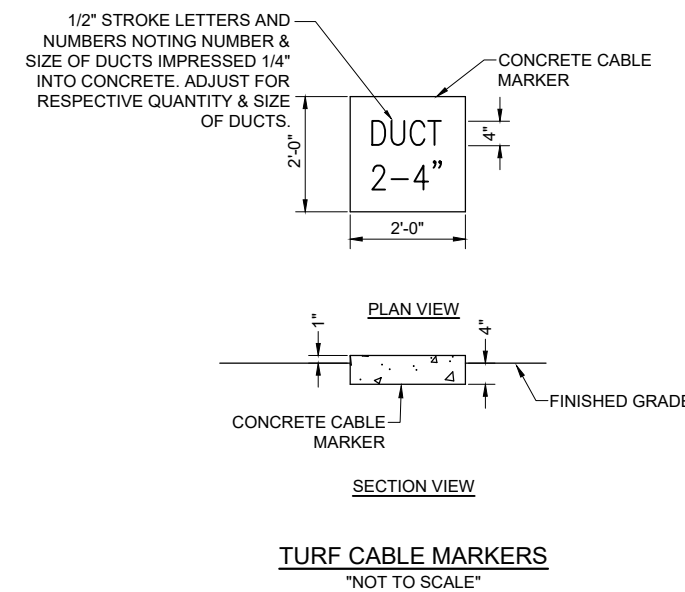 1/2" STROKE LETTERS AND
NUMBERS NOTING NUMBER &
SIZE OF DUCTS IMPRESSED 1/4"
INTO CONCRETE. ADJUST FOR
RESPECTIVE QUANTITY & SIZE
OF DUCTS.
CONCRETE CABLE
MARKER
DUCT
2-4”
4"
2'-0"
2'-0"
PLAN VIEW
1"
4"
CONCRETE CABLE
MARKER
FINISHED GRADE
SECTION VIEW
TURF CABLE MARKERS
"NOT TO SCALE"